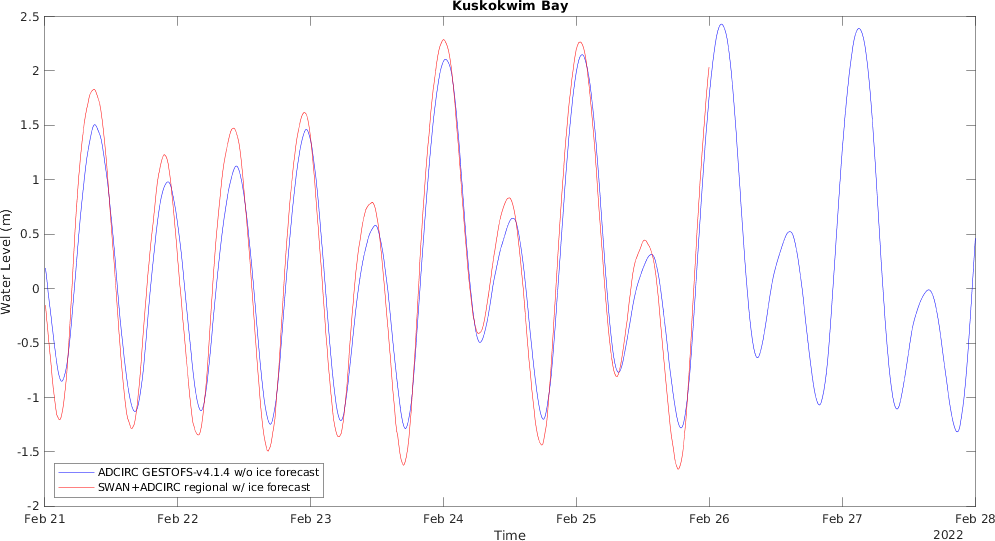 Kuskokwim Bay
Water Level (m)
2.5
2
1.5
1
0.5
0
-0.5
-1
-1.5
-2
ADCIRC GESTOFS-v4.1.4 w/o ice forecast
SWAN+ADCIRC regional w/ ice forecast
Feb 21 Feb 22 Feb 23 Feb 24 Feb 25 Feb 26 Feb 27 Feb 28
Time
2022